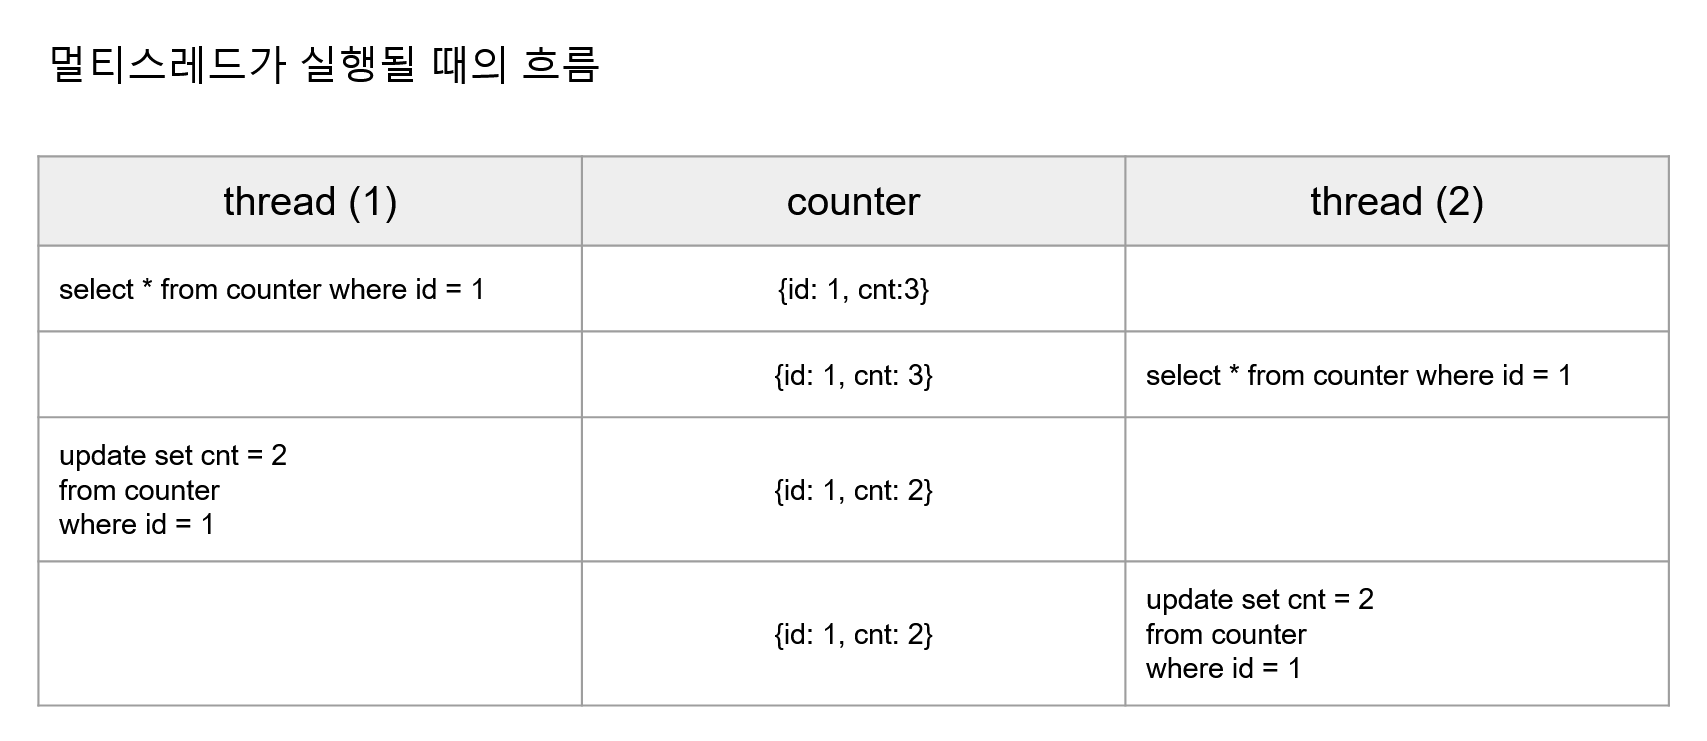 멀티스레드가 실행될 때의 흐름
thread (1)
counter
thread (2)
select * from counter where id = 1
{id: 1, cnt:3}
{id: 1, cnt: 3}
select * from counter where id = 1
update set cnt = 2
from counter
where id = 1
{id: 1, cnt: 2}
{id: 1, cnt: 2}
update set cnt = 2
from counter
where id = 1